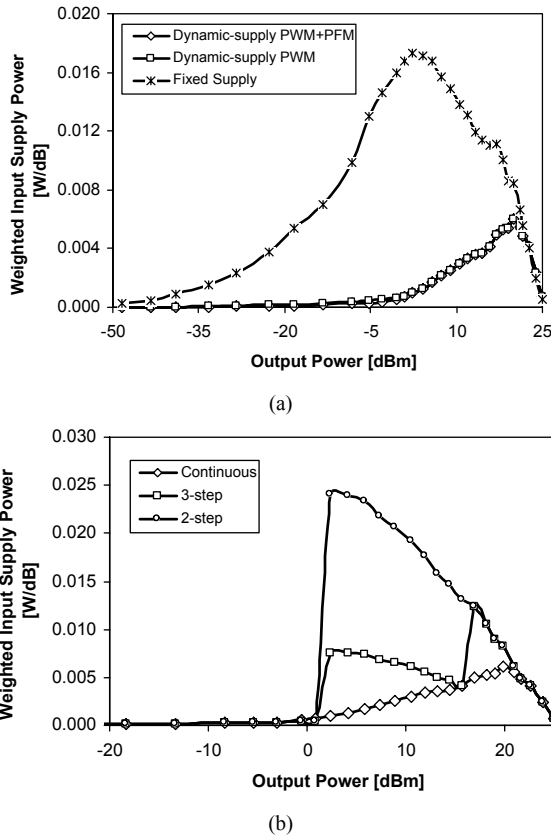 0.020
0.016
0.012
0.008
0.004
0.000
Weighted Input Supply Power
[W/dB]
Dynamic-supply PWM+PFM
Dynamic-supply PWM
Fixed Supply
-50 -35 -20 -5 10 25
Output Power [dBm]
(a)
0.030
0.025
0.020
0.015
0.010
0.005
0.000
Weighted Input Supply Power
[W/dB]
Continuous
3-step
2-step
-20 -10 0 10 20
Output Power [dBm]
(b)